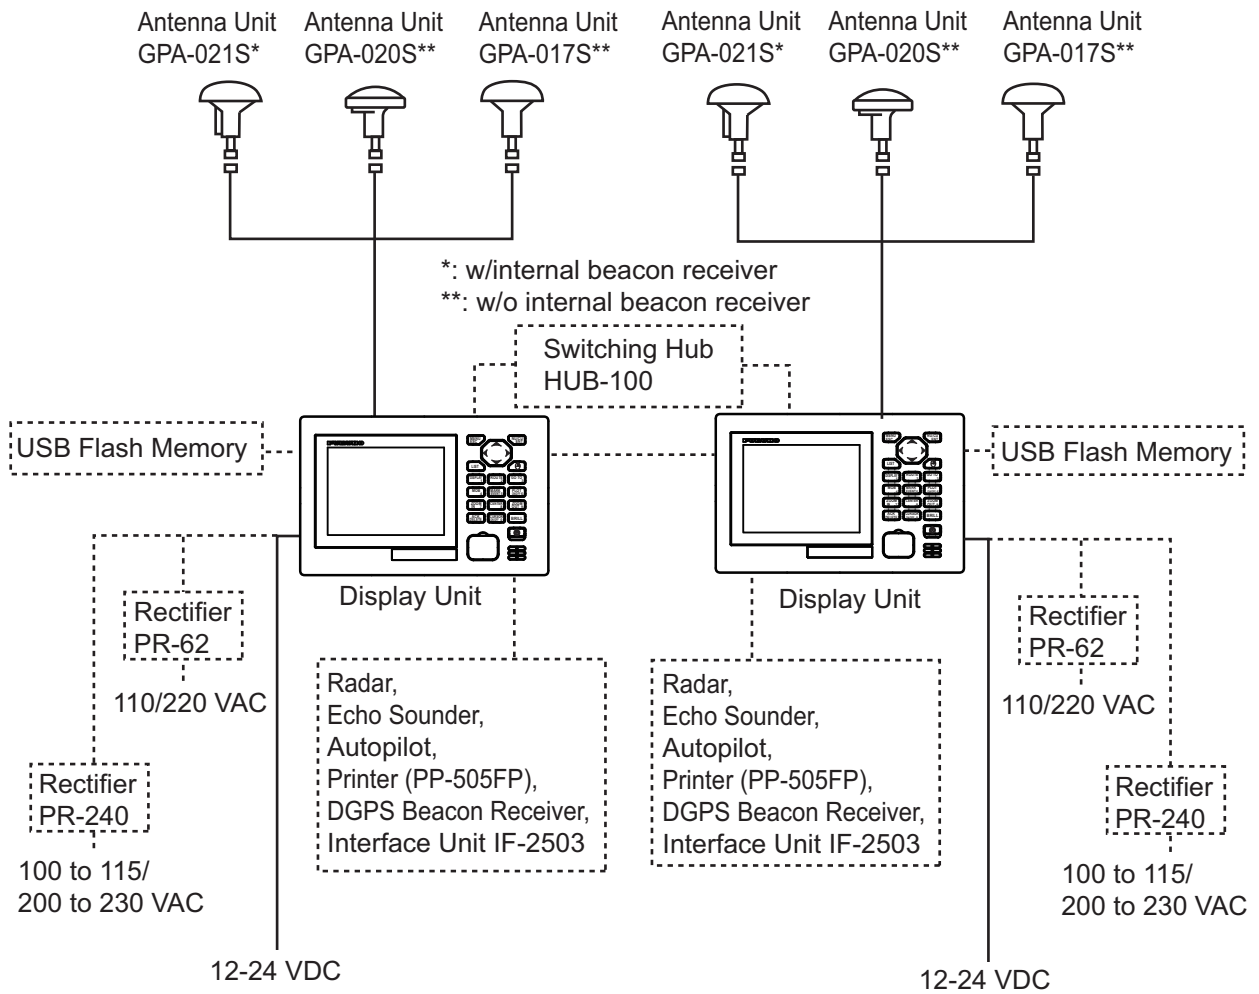 Antenna Unit
GPA-021S*
Antenna Unit
GPA-020S**
Antenna Unit
GPA-017S**
Antenna Unit
GPA-021S*
Antenna Unit
GPA-020S**
Antenna Unit
GPA-017S**
*: w/internal beacon receiver
**: w/o internal beacon receiver
Switching Hub
HUB-100
USB Flash Memory
USB Flash Memory
Display Unit
Display Unit
Rectifier
PR-62
110/220 VAC
Rectifier
PR-240
100 to 115/
200 to 230 VAC
12-24 VDC
Radar,
Echo Sounder,
Autopilot,
Printer (PP-505FP),
DGPS Beacon Receiver,
Interface Unit IF-2503
Radar,
Echo Sounder,
Autopilot,
Printer (PP-505FP),
DGPS Beacon Receiver,
Interface Unit IF-2503
Rectifier
PR-62
110/220 VAC
Rectifier
PR-240
100 to 115/
200 to 230 VAC
12-24 VDC